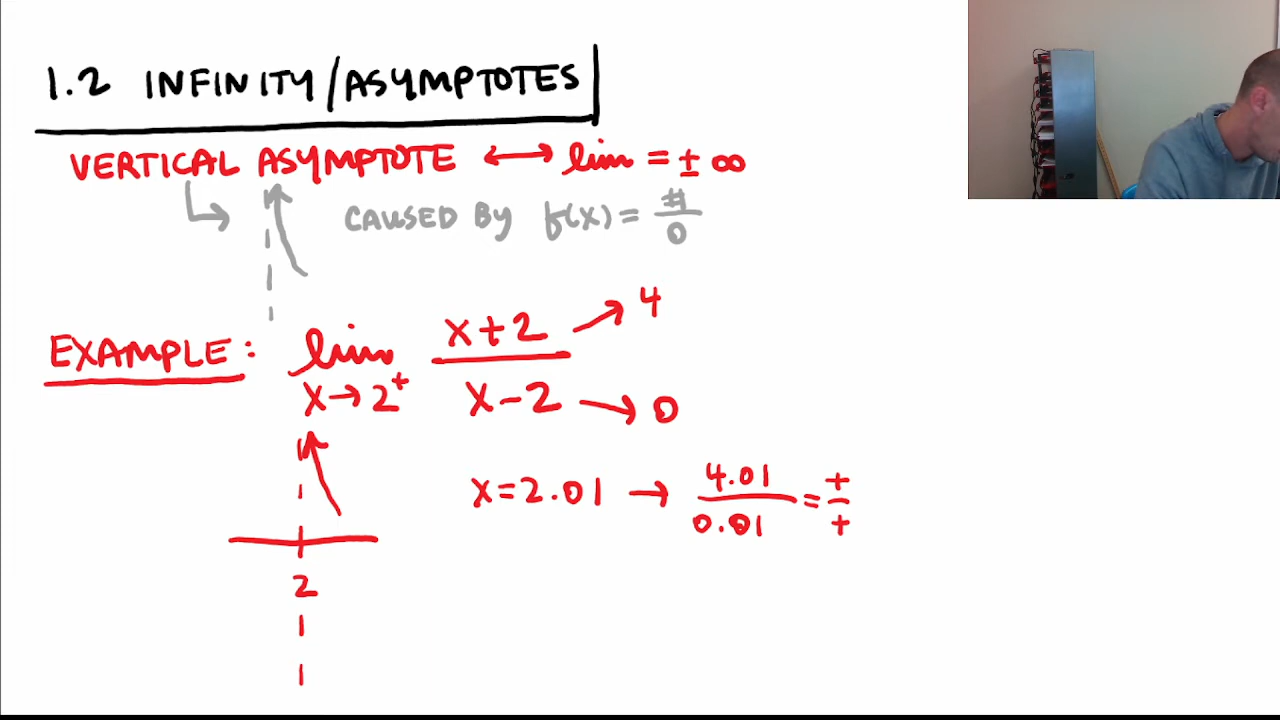 1.2 INFINITY/ASYMPTOTES
VERTICAL ASYMPTOTE ↔ lim = ± ∞
CAUSED BY f(x) = #/0
EXAMPLE: lim x→2⁺ (x+2)/(x-2) → 4 → 0
x=2.01 → 4.01/0.01 = +/+
2